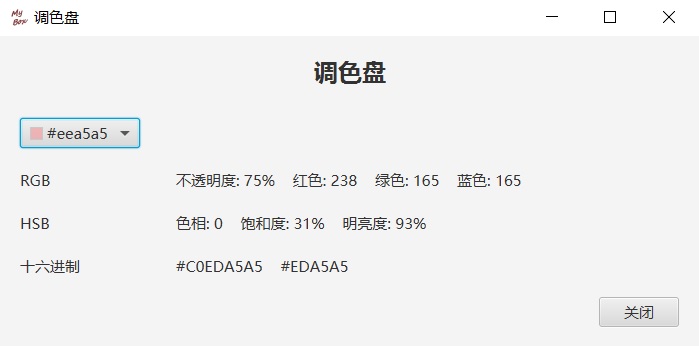 My Box 调色盘
调色盘
#eea5a5
RGB 不透明度: 75% 红色: 238 绿色: 165 蓝色: 165
HSB 色相: 0 饱和度: 31% 明亮度: 93%
十六进制 #C0EDA5A5 #EDA5A5
关闭